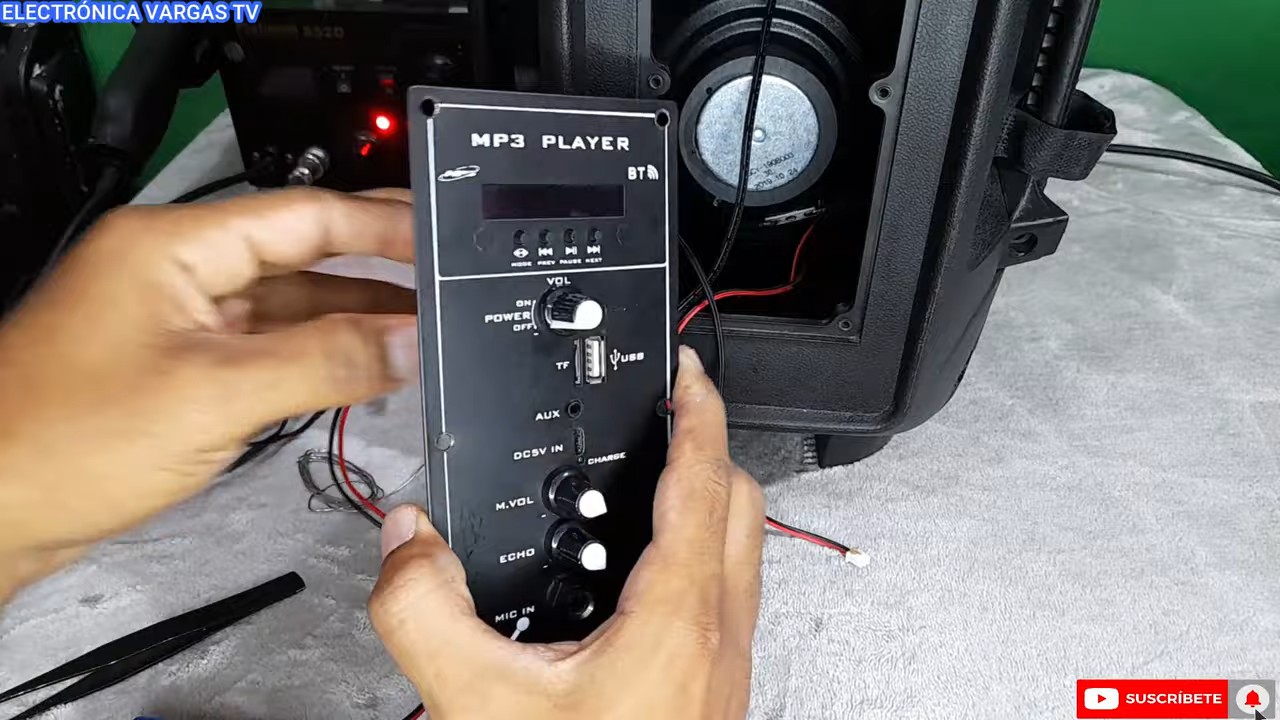 ELECTRÓNICA VARGAS TV
MP3 PLAYER
BT
MODE PREV PAUSE NEXT
VOL
ON
POWER
OFF
TF USB
AUX
DC5V IN
CHARGE
M.VOL
ECHO
MIC IN
SUSCRÍBETE